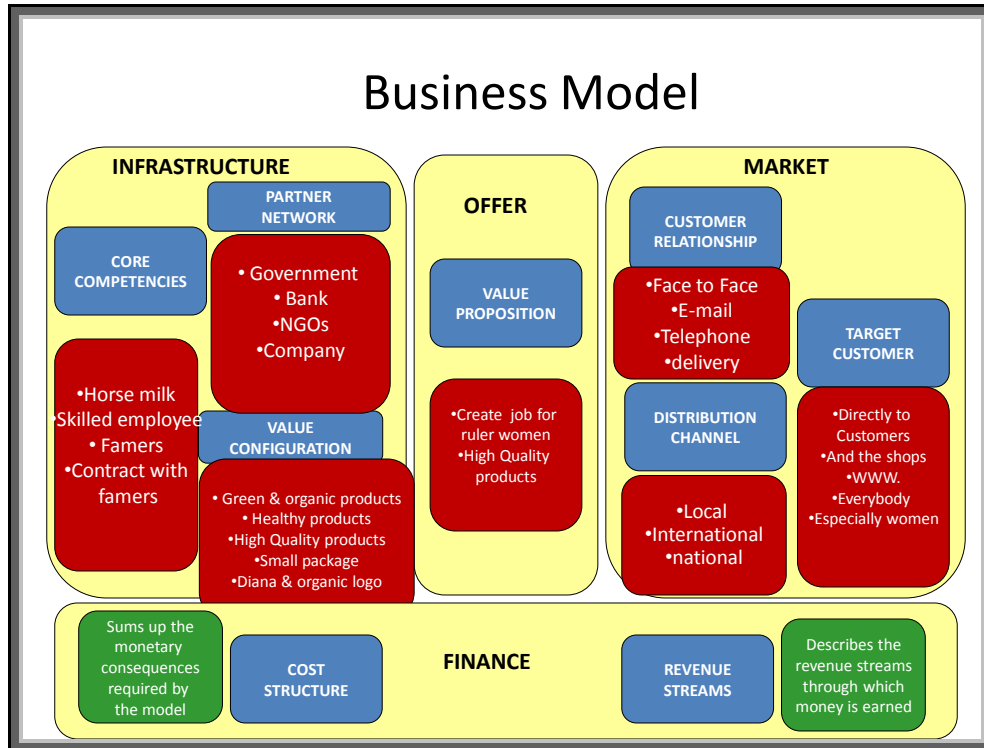 Business Model
INFRASTRUCTURE
PARTNER
NETWORK
CORE
COMPETENCIES
• Government
• Bank
•NGOs
•Company
•Horse milk
•Skilled employee
• Famers
•Contract with
famers
VALUE
CONFIGURATION
• Green & organic products
• Healthy products
•High Quality products
•Small package
•Diana & organic logo
OFFER
VALUE
PROPOSITION
•Create job for
ruler women
•High Quality
products
MARKET
CUSTOMER
RELATIONSHIP
•Face to Face
•E-mail
•Telephone
•delivery
TARGET
CUSTOMER
DISTRIBUTION
CHANNEL
•Directly to
Customers
•And the shops
•WWW.
•Everybody
•Especially women
•Local
•International
•national
Sums up the
monetary
consequences
required by
the model
COST
STRUCTURE
FINANCE
REVENUE
STREAMS
Describes the
revenue streams
through which
money is earned